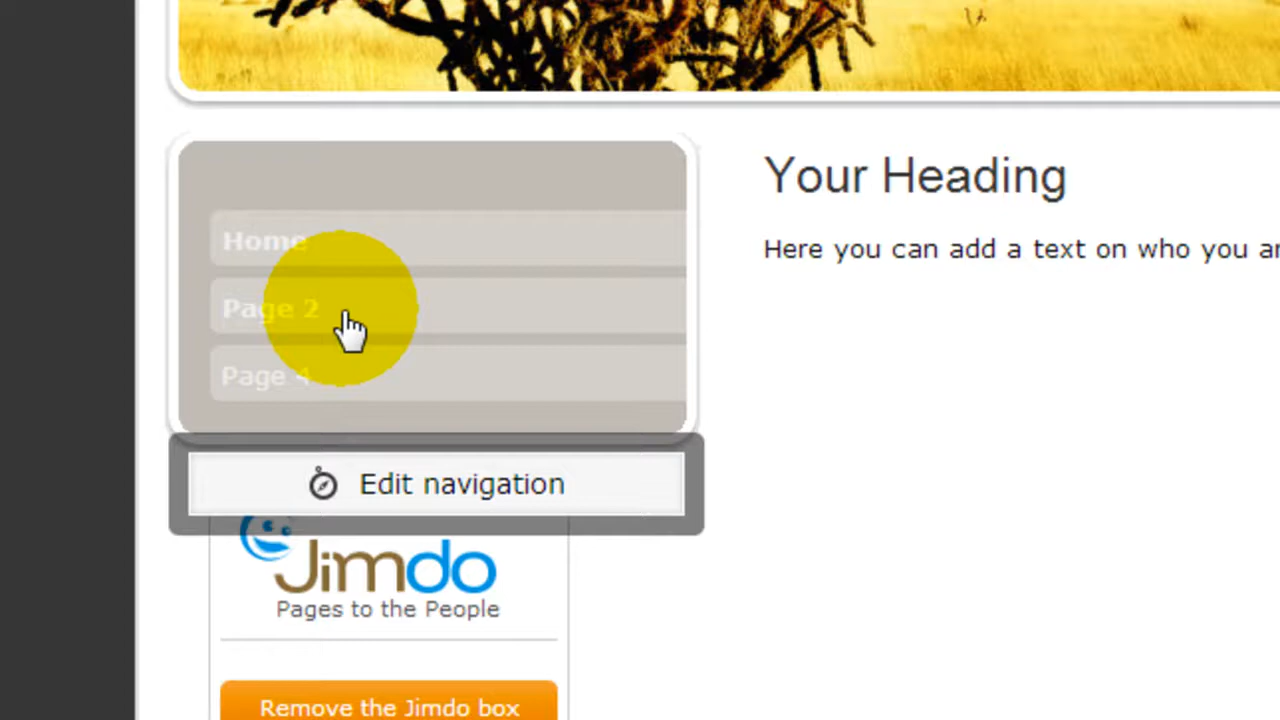 Your Heading
Home
Here you can add a text on who you ar
Page 2
Page 4
Edit navigation
Jimdo
Pages to the People
Remove the Jimdo box